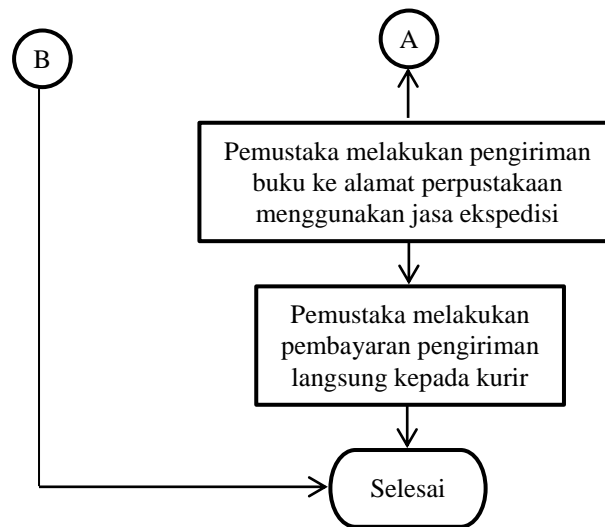 B
A
Pemustaka melakukan pengiriman
buku ke alamat perpustakaan
menggunakan jasa ekspedisi
Pemustaka melakukan
pembayaran pengiriman
langsung kepada kurir
Selesai